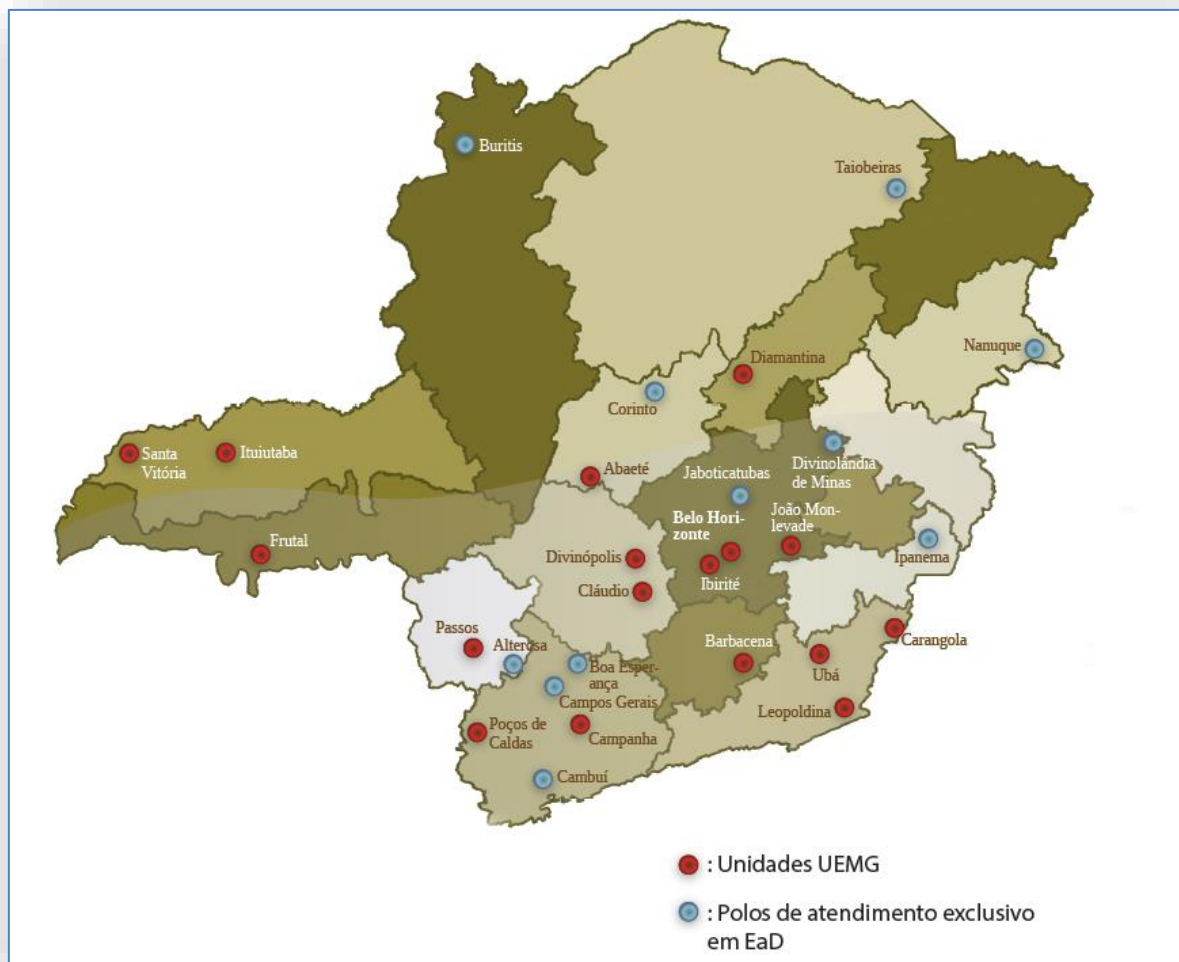 Buritis
Taiobeiras
Nanuque
Diamantina
Corinto
Santa
Vitória
Ituiutaba
Abaeté
Jaboticatubas
Divinolândia
de Minas
Belo Hori-
zonte
João Mon-
levade
Frutal
Divinópolis
Ibirité
Ipanema
Cláudio
Passos
Alterosa
Barbacena
Carangola
Boa Esper-
ança
Ubá
Campos Gerais
Leopoldina
Poços de
Caldas
Campanha
Cambuí
: Unidades UEMG
: Polos de atendimento exclusivo
em EaD